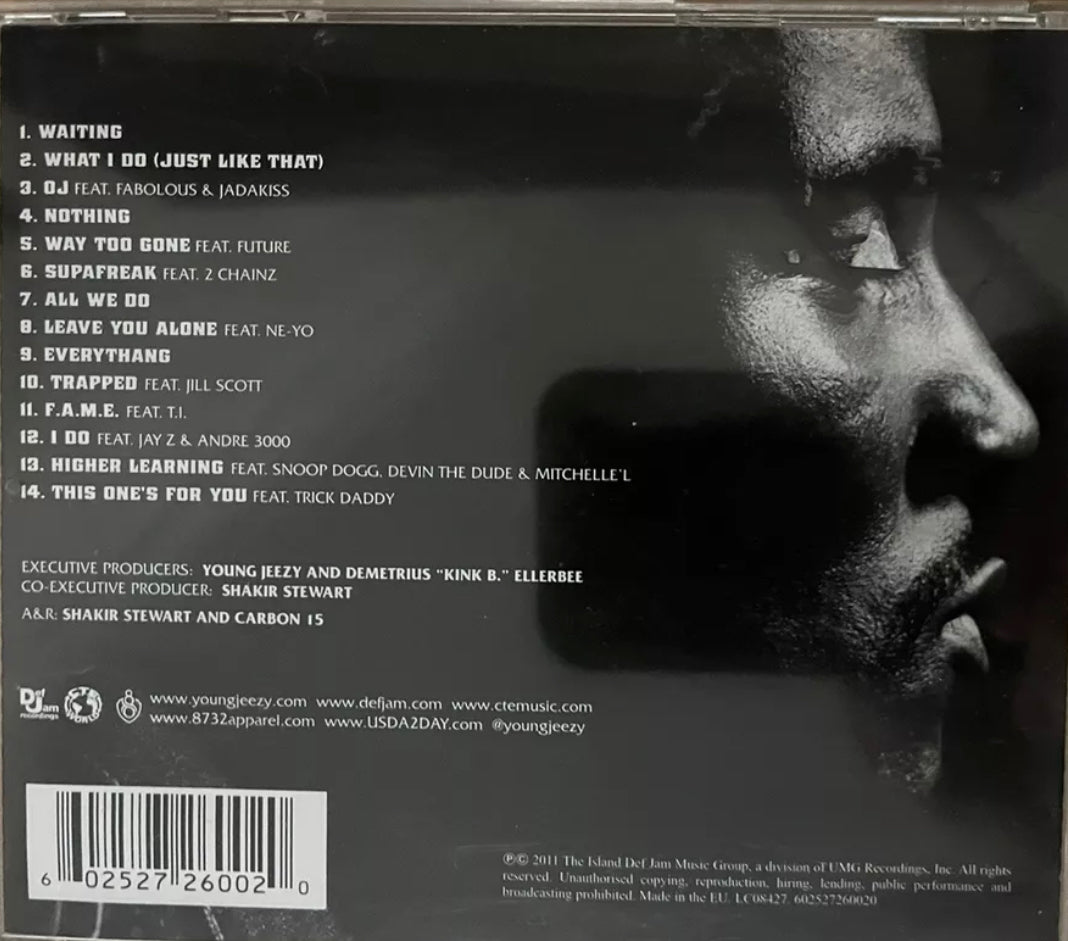 1. WAITING
2. WHAT I DO (JUST LIKE THAT)
3. OJ FEAT. FABOLOUS & JADAKISS
4. NOTHING
5. WAY TOO GONE FEAT. FUTURE
6. SUPAFREAK FEAT. 2 CHAINZ
7. ALL WE DO
8. LEAVE YOU ALONE FEAT. NE-YO
9. EVERYTHANG
10. TRAPPED FEAT. JILL SCOTT
11. F.A.M.E. FEAT. T.I.
12. I DO FEAT. JAY Z & ANDRE 3000
13. HIGHER LEARNING FEAT. SNOOP DOGG, DEVIN THE DUDE & MITCHELLE'L
14. THIS ONE'S FOR YOU FEAT. TRICK DADDY
EXECUTIVE PRODUCERS: YOUNG JEEZY AND DEMETRIUS "KINK B." ELLERBEE
CO-EXECUTIVE PRODUCER: SHAKIR STEWART
A&R: SHAKIR STEWART AND CARBON 15
Def Jam recordings
CTE WORLD
www.youngjeezy.com www.defjam.com www.ctemusic.com
www.8732apparel.com www.USDA2DAY.com @youngjeezy
6 02527 26002 0
℗© 2011 The Island Def Jam Music Group, a division of UMG Recordings, Inc. All rights
reserved. Unauthorised copying, reproduction, hiring, lending, public performance and
broadcasting prohibited. Made in the EU. LC08427. 602527260020